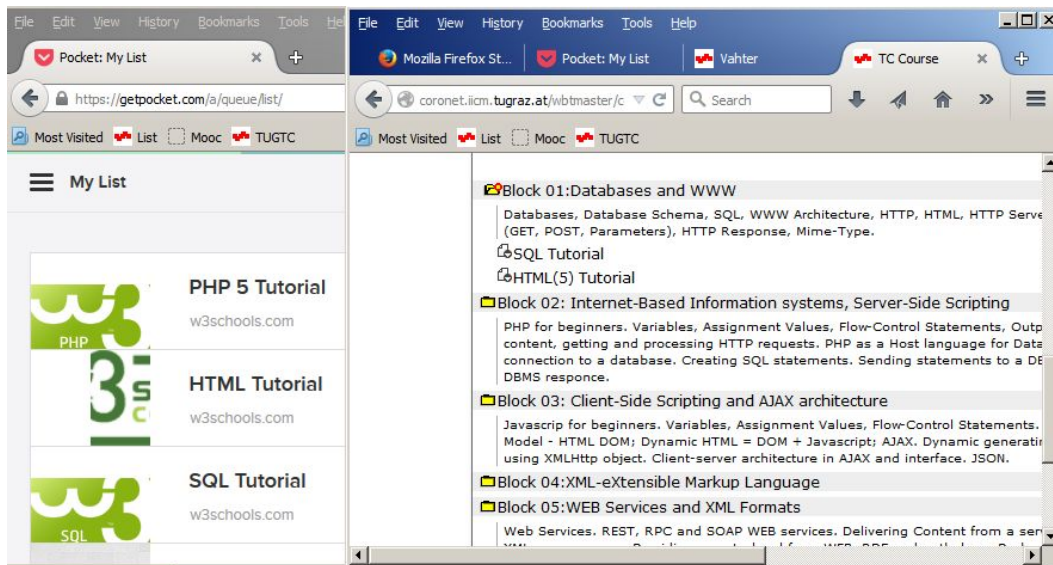 File Edit View History Bookmarks Tools
Pocket: My List
https://getpocket.com/a/queue/list/
Most Visited List Mooc TUGTC
My List
PHP
PHP 5 Tutorial
w3schools.com
HTML Tutorial
w3schools.com
SQL
SQL Tutorial
w3schools.com
File Edit View History Bookmarks Tools Help
Mozilla Firefox St... Pocket: My List Vahter TC Course
coronet.iicm.tugraz.at/wbtmaster/c Search
Most Visited List Mooc TUGTC
Block 01:Databases and WWW
Databases, Database Schema, SQL, WWW Architecture, HTTP, HTML, HTTP Serve
(GET, POST, Parameters), HTTP Response, Mime-Type.
SQL Tutorial
HTML(5) Tutorial
Block 02: Internet-Based Information systems, Server-Side Scripting
PHP for beginners. Variables, Assignment Values, Flow-Control Statements, Outp
content, getting and processing HTTP requests. PHP as a Host language for Data
connection to a database. Creating SQL statements. Sending statements to a DB
DBMS responce.
Block 03: Client-Side Scripting and AJAX architecture
Javascrip for beginners. Variables, Assignment Values, Flow-Control Statements.
Model - HTML DOM; Dynamic HTML = DOM + Javascript; AJAX. Dynamic generatin
using XMLHttp object. Client-server architecture in AJAX and interface. JSON.
Block 04:XML-eXtensible Markup Language
Block 05:WEB Services and XML Formats
Web Services. REST, RPC and SOAP WEB services. Delivering Content from a ser